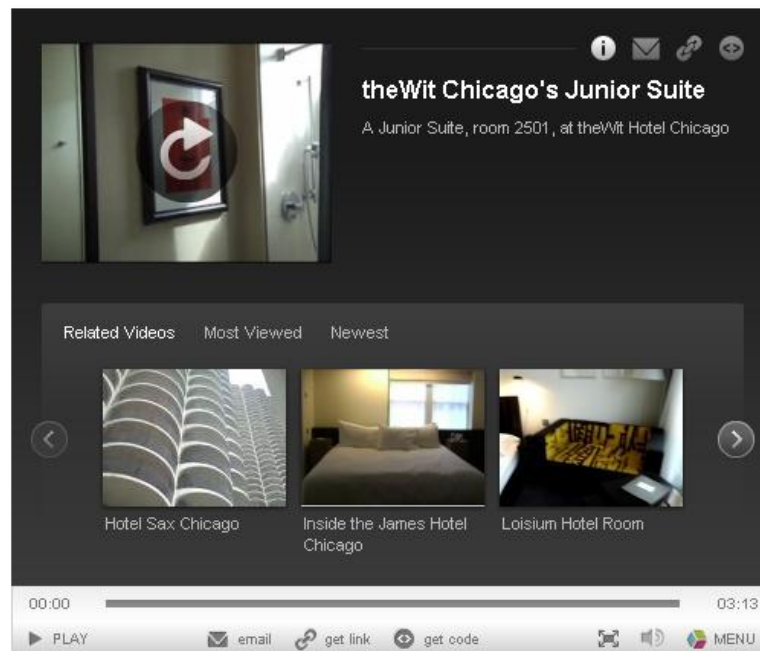 theWit Chicago's Junior Suite
A Junior Suite, room 2501, at theWit Hotel Chicago
Related Videos Most Viewed Newest
Hotel Sax Chicago
Inside the James Hotel
Chicago
Loisium Hotel Room
00:00 03:13
PLAY email get link get code MENU